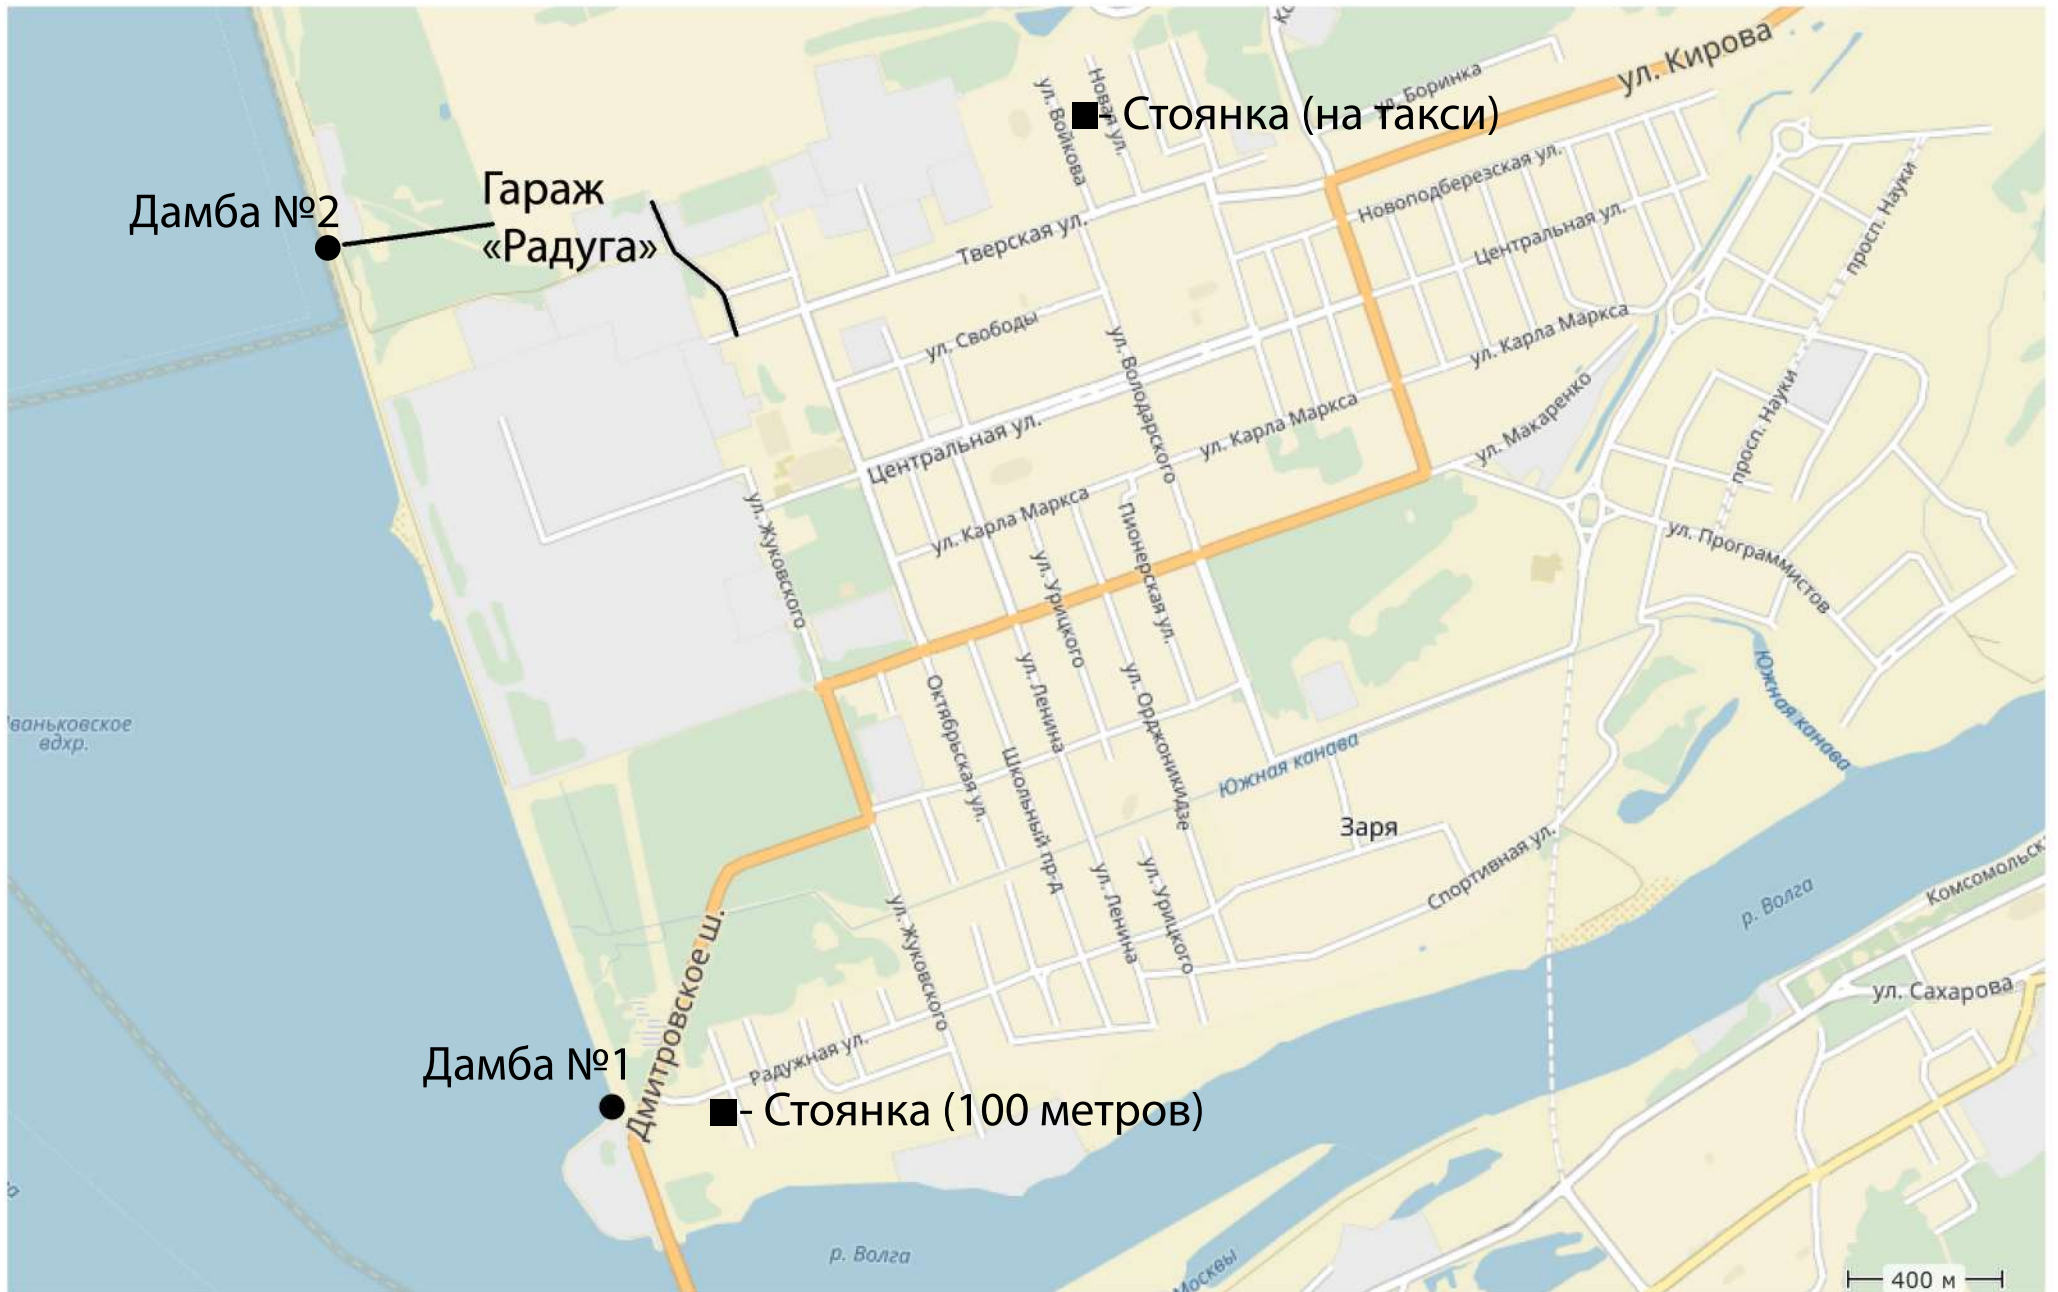 ул. Кирова
ул. Боринка
Новая ул.
ул. Войкова
- Стоянка (на такси)
Новоподберезская ул.
Дамба №2
Гараж
«Радуга»
просп. Науки
Центральная ул.
Тверская ул.
ул. Свободы
ул. Карла Маркса
ул. Володарского
ул. Макаренко
просп. Науки
ул. Карла Маркса
Центральная ул.
ул. Карла Маркса
ул. Жуковского
Пионерская ул.
ул. Урицкого
ул. Программистов
ул. Ленина
ул. Орджоникидзе
Октябрьская ул.
Южная канава
Южная канава
ваньковское
вдхр.
Школьный пр-д
Заря
Спортивная ул.
ул. Ленина
ул. Урицкого
ул. Жуковского
р. Волга
Комсомольск
Дмитровское ш.
ул. Сахарова
Радужная ул.
Дамба №1
- Стоянка (100 метров)
р. Волга
Москвы
400 м